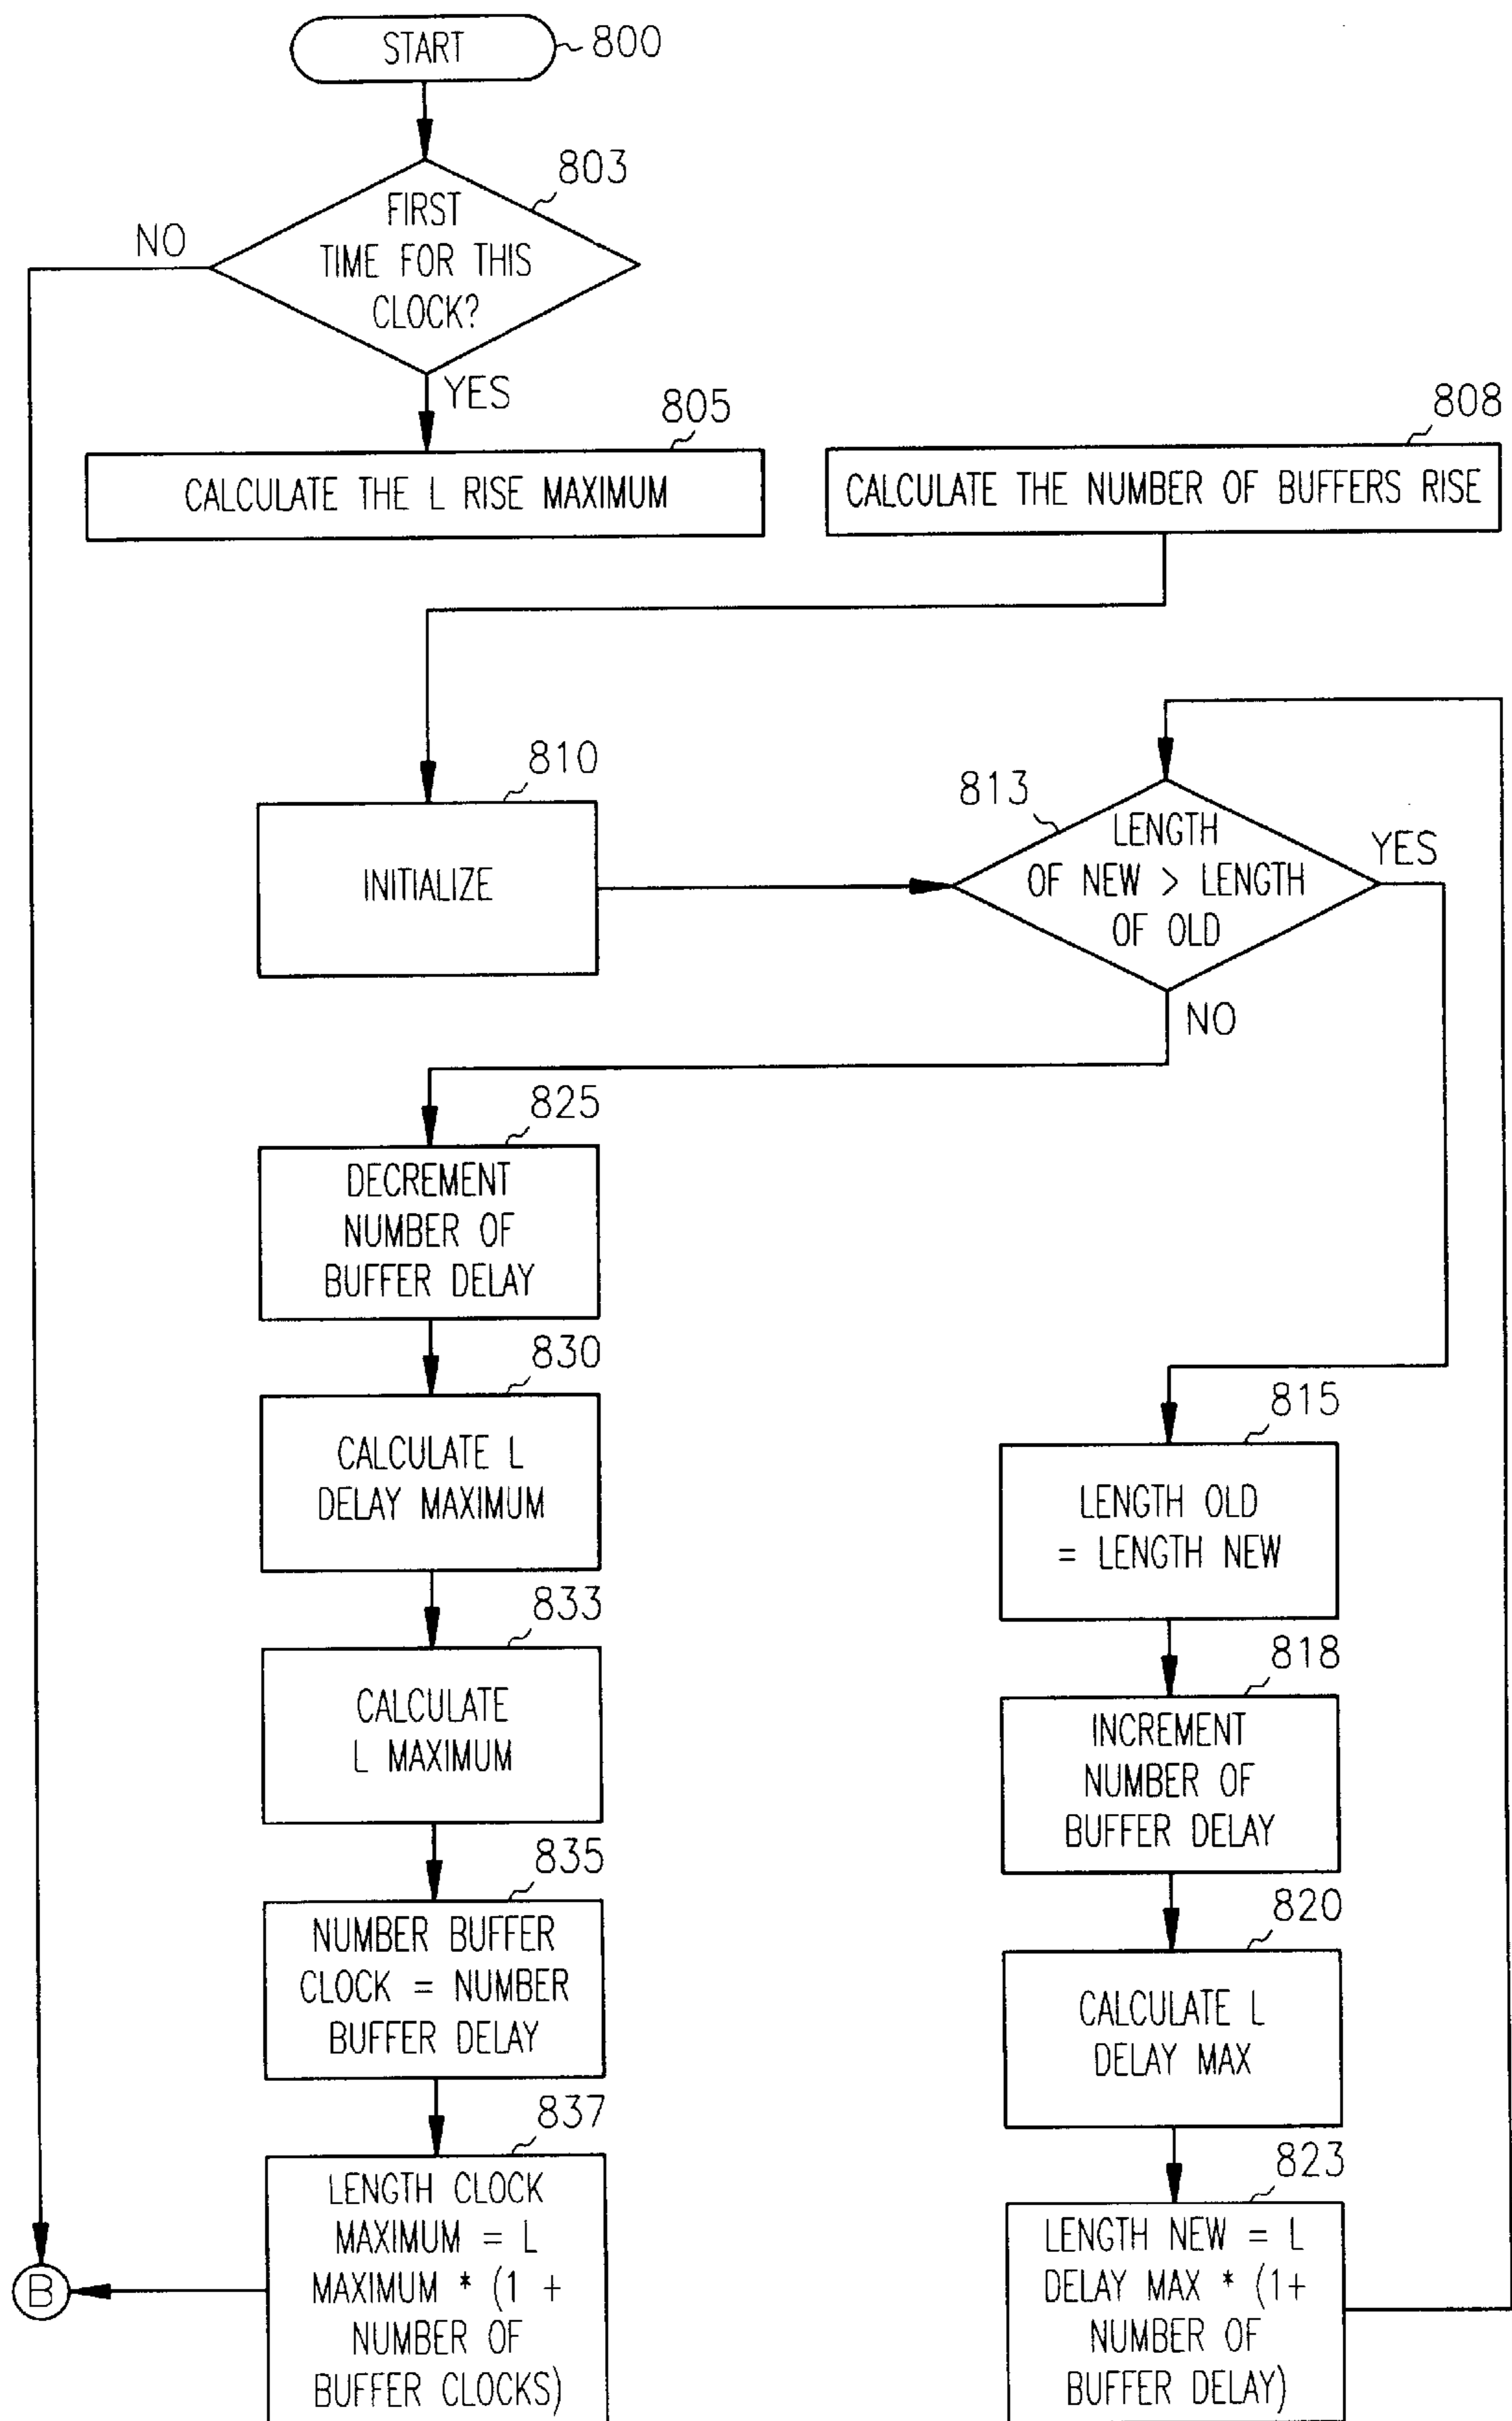 START
800
803
FIRST
TIME FOR THIS
CLOCK?
NO
YES
805
CALCULATE THE L RISE MAXIMUM
808
CALCULATE THE NUMBER OF BUFFERS RISE
810
INITIALIZE
813
LENGTH
OF NEW > LENGTH
OF OLD
YES
NO
825
DECREMENT
NUMBER OF
BUFFER DELAY
830
CALCULATE L
DELAY MAXIMUM
833
CALCULATE
L MAXIMUM
835
NUMBER BUFFER
CLOCK = NUMBER
BUFFER DELAY
837
LENGTH CLOCK
MAXIMUM = L
MAXIMUM * (1 +
NUMBER OF
BUFFER CLOCKS)
B
815
LENGTH OLD
= LENGTH NEW
818
INCREMENT
NUMBER OF
BUFFER DELAY
820
CALCULATE L
DELAY MAX
823
LENGTH NEW = L
DELAY MAX * (1+
NUMBER OF
BUFFER DELAY)